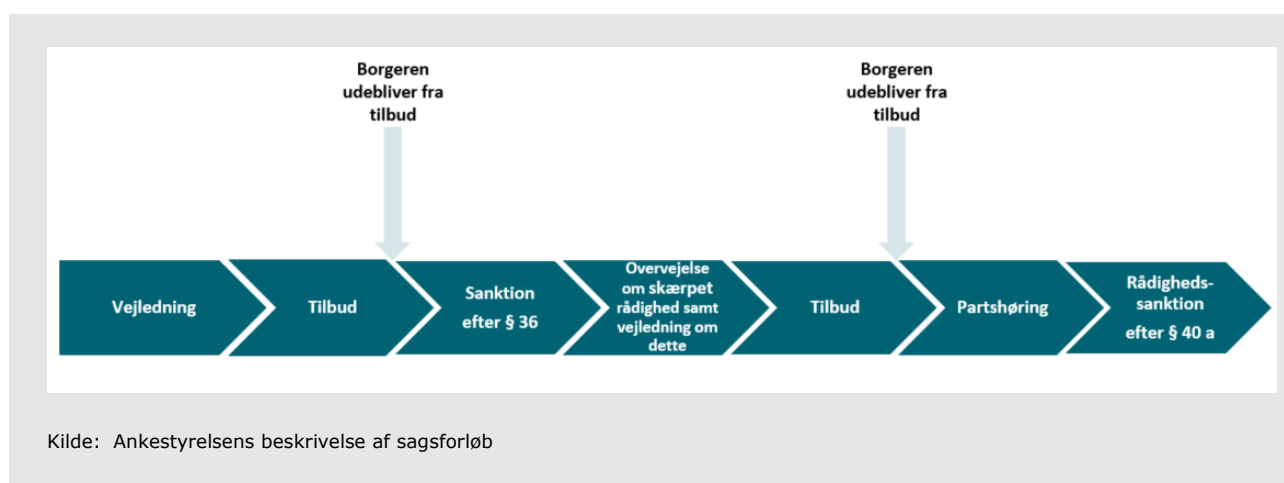 Borgeren
udebliver fra
tilbud
Borgeren
udebliver fra
tilbud
Vejledning
Tilbud
Sanktion
efter § 36
Overvejelse
om skærpet
rådighed samt
vejledning om
dette
Tilbud
Partshøring
Rådigheds-
sanktion
efter § 40 a
Kilde: Ankestyrelsens beskrivelse af sagsforløb